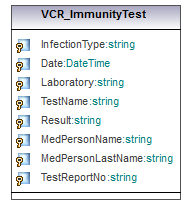 VCR_ImmunityTest
InfectionType:string
Date:DateTime
Laboratory:string
TestName:string
Result:string
MedPersonName:string
MedPersonLastName:string
TestReportNo:string